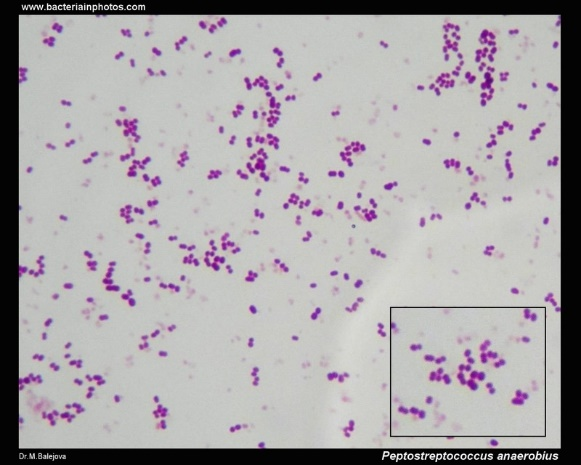 www.bacteriainphotos.com
Dr.M.Balejova
Peptostreptococcus anaerobius